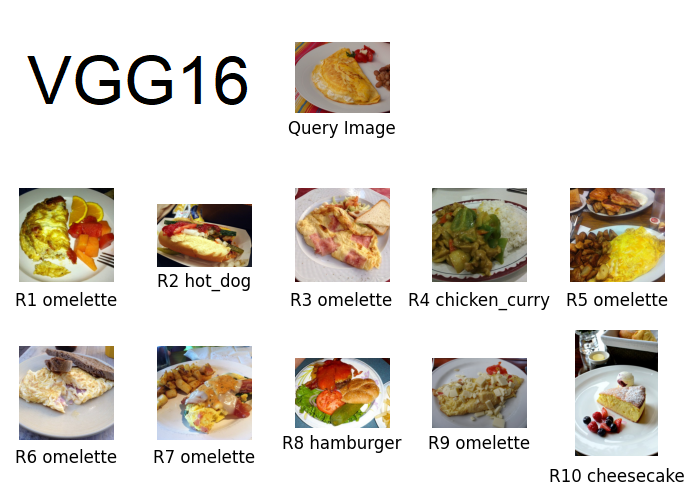 VGG16
Query Image
R1 omelette
R2 hot_dog
R3 omelette
R4 chicken_curry
R5 omelette
R6 omelette
R7 omelette
R8 hamburger
R9 omelette
R10 cheesecake